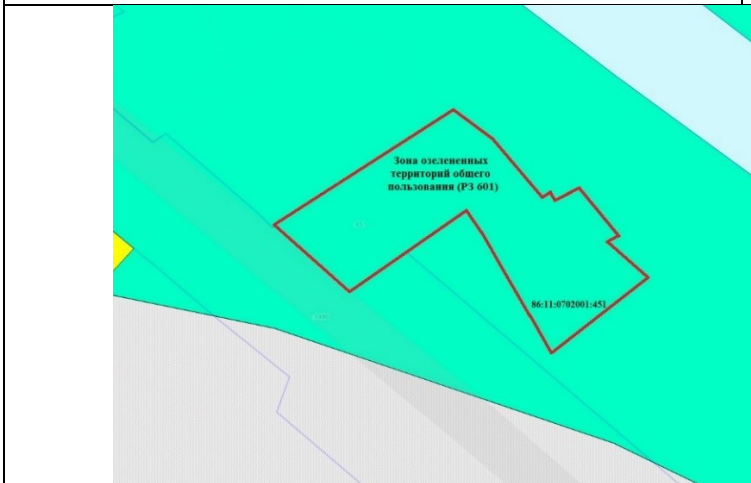 Зона озелененных
территорий общего
пользования (РЗ 601)
86:11:0702001:451